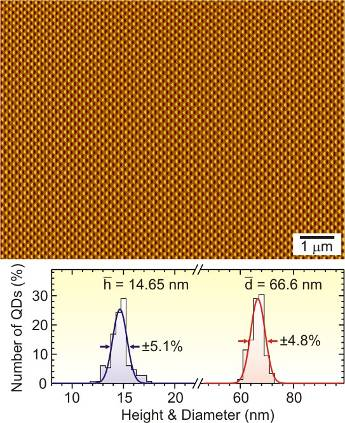 1 μm
h̅ = 14.65 nm
d̅ = 66.6 nm
±5.1%
±4.8%
Number of QDs (%)
30
20
10
0
10
15
20
60
80
Height & Diameter (nm)